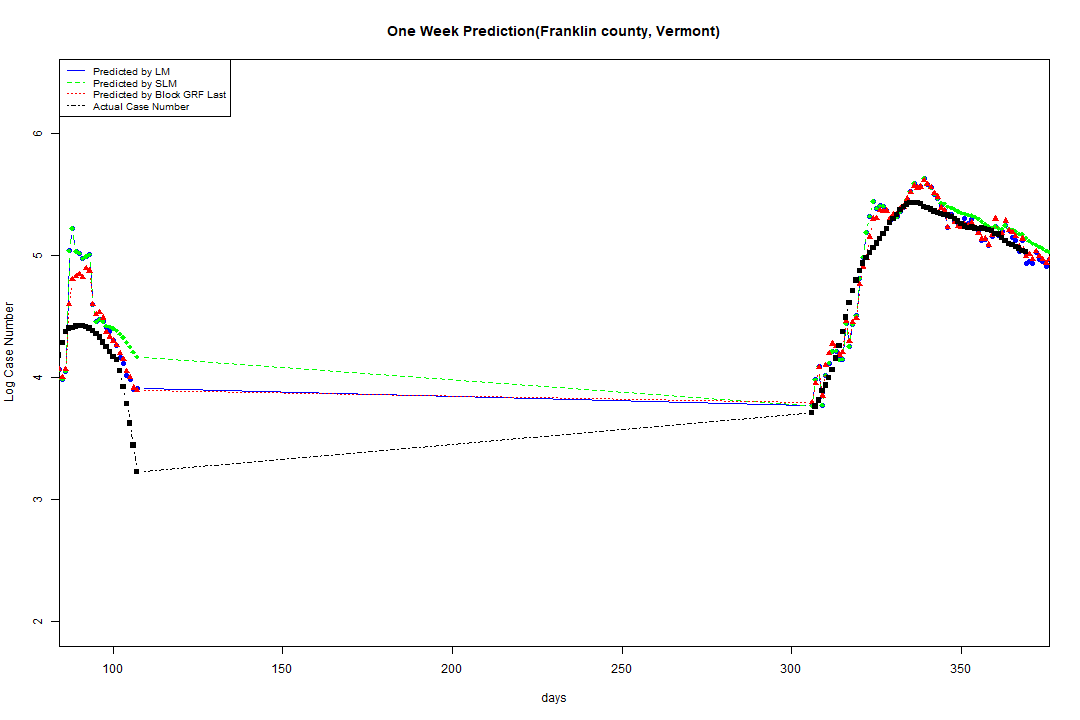 One Week Prediction(Franklin county, Vermont)
Predicted by LM
Predicted by SLM
Predicted by Block GRF Last
Actual Case Number
6
5
4
3
2
Log Case Number
100
150
200
250
300
350
days